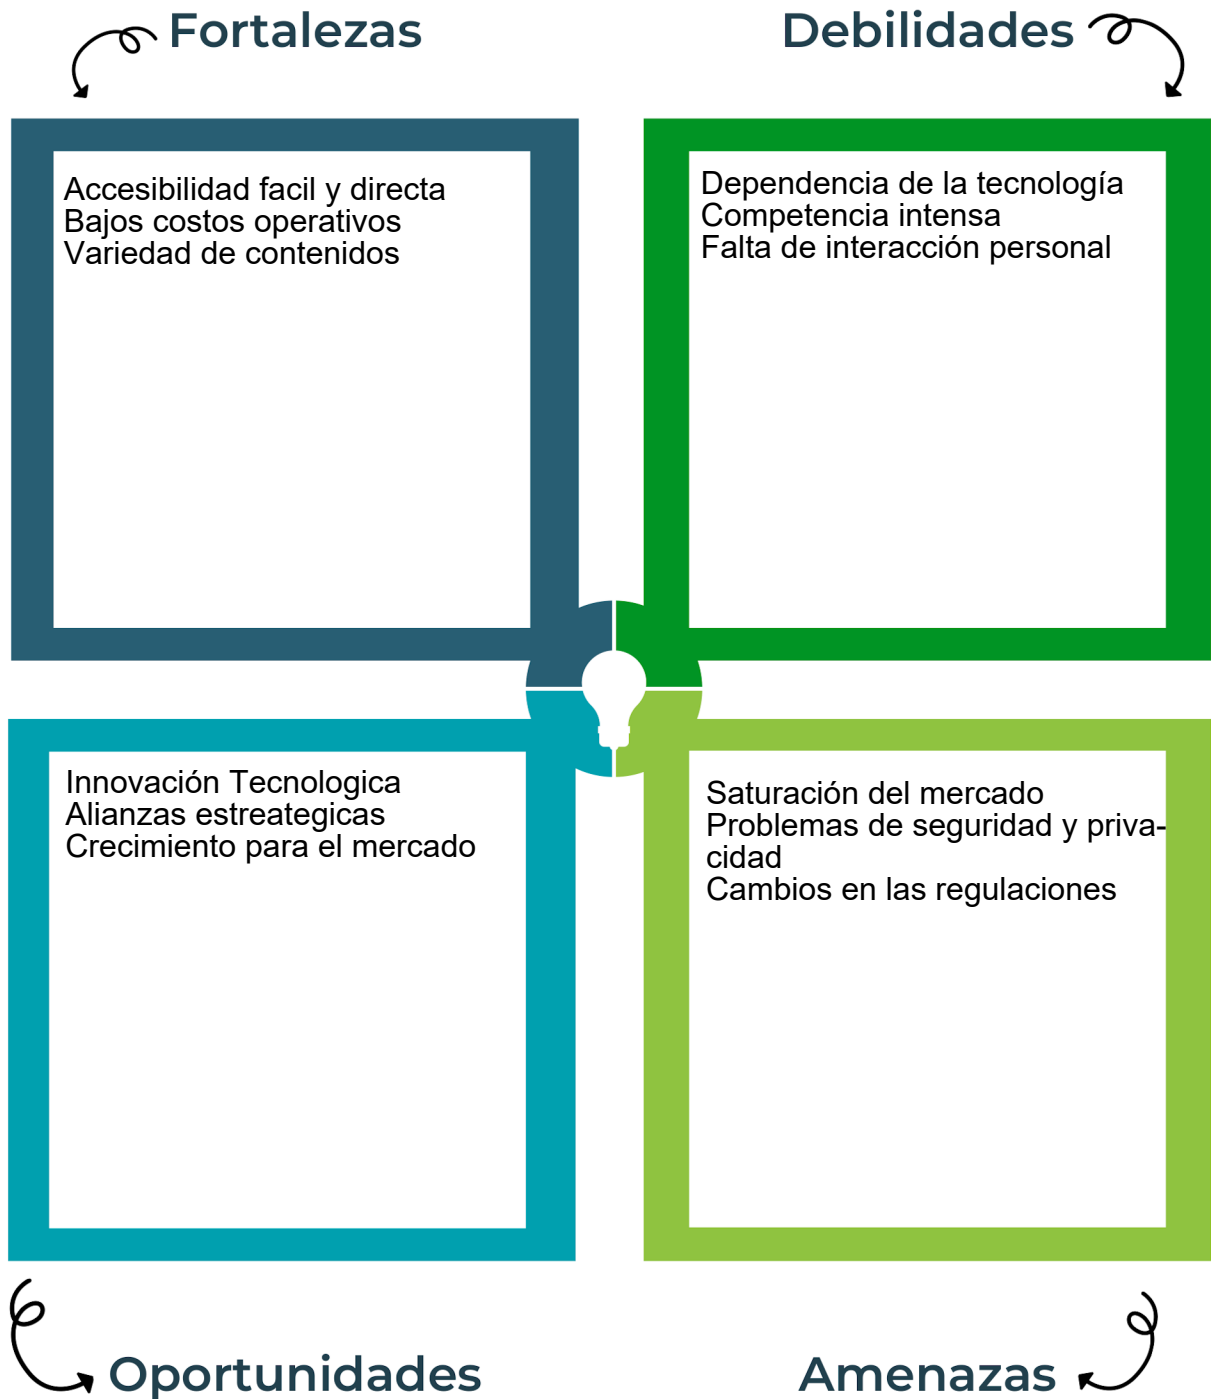 Fortalezas
Debilidades
Accesibilidad facil y directa
Bajos costos operativos
Variedad de contenidos
Dependencia de la tecnología
Competencia intensa
Falta de interacción personal
Innovación Tecnologica
Alianzas estreategicas
Crecimiento para el mercado
Saturación del mercado
Problemas de seguridad y priva-
cidad
Cambios en las regulaciones
Oportunidades
Amenazas